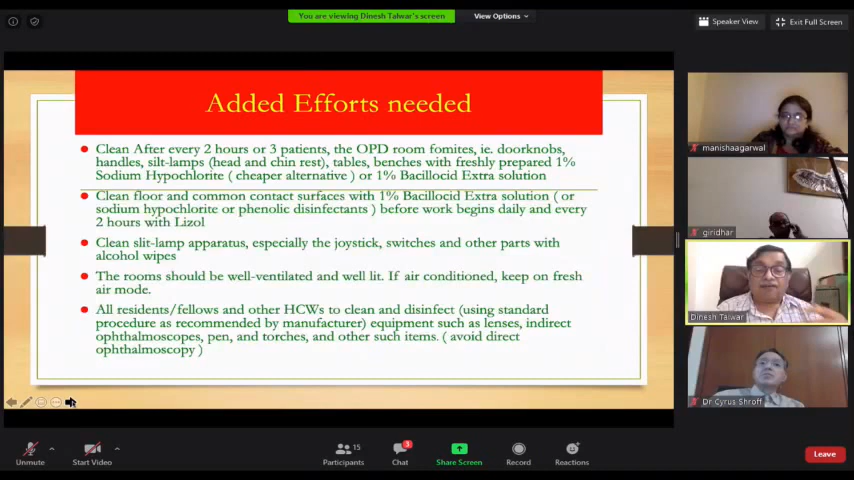 You are viewing Dinesh Talwar's screen
View Options
Speaker View
Exit Full Screen
Added Efforts needed
Clean After every 2 hours or 3 patients, the OPD room fomites, ie. doorknobs,
handles, silt-lamps (head and chin rest), tables, benches with freshly prepared 1%
Sodium Hypochlorite ( cheaper alternative ) or 1% Bacillocid Extra solution
Clean floor and common contact surfaces with 1% Bacillocid Extra solution ( or
sodium hypochlorite or phenolic disinfectants ) before work begins daily and every
2 hours with Lizol
Clean slit-lamp apparatus, especially the joystick, switches and other parts with
alcohol wipes
The rooms should be well-ventilated and well lit. If air conditioned, keep on fresh
air mode.
All residents/fellows and other HCWs to clean and disinfect (using standard
procedure as recommended by manufacturer) equipment such as lenses, indirect
ophthalmoscopes, pen, and torches, and other such items. ( avoid direct
ophthalmoscopy )
manishaagarwal
giridhar
Dinesh Talwar
Dr Cyrus Shroff
Unmute
Start Video
15
Participants
3
Chat
Share Screen
Record
Reactions
Leave